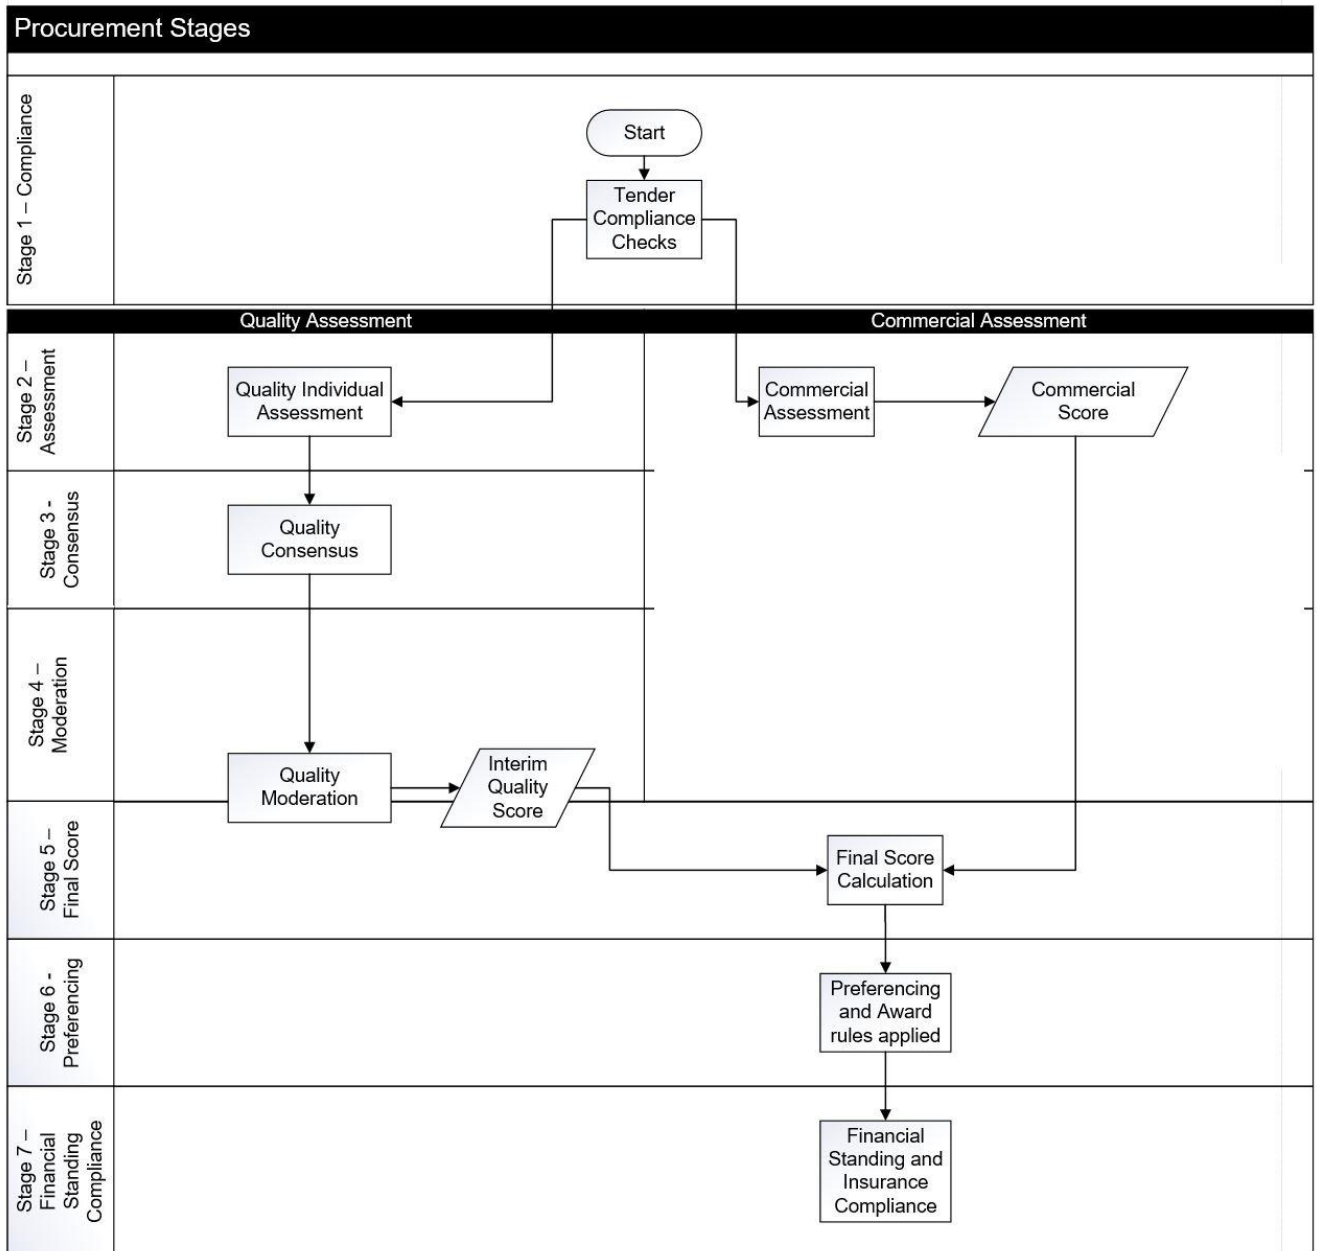 Procurement Stages
Stage 1 – Compliance
Start
Tender
Compliance
Checks
Quality Assessment
Commercial Assessment
Stage 2 –
Assessment
Quality Individual
Assessment
Commercial
Assessment
Commercial
Score
Stage 3 -
Consensus
Quality
Consensus
Stage 4 –
Moderation
Quality
Moderation
Interim
Quality
Score
Stage 5 –
Final Score
Final Score
Calculation
Stage 6 -
Preferencing
Preferencing
and Award
rules applied
Stage 7 –
Financial
Standing
Compliance
Financial
Standing and
Insurance
Compliance